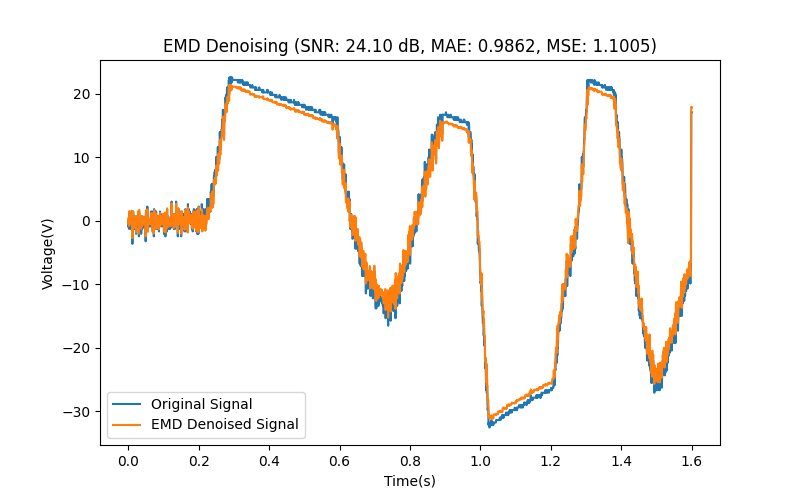 EMD Denoising (SNR: 24.10 dB, MAE: 0.9862, MSE: 1.1005)
20
10
0
−10
−20
−30
Voltage(V)
Original Signal
EMD Denoised Signal
0.0 0.2 0.4 0.6 0.8 1.0 1.2 1.4 1.6
Time(s)